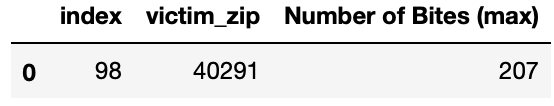 index victim_zip Number of Bites (max)
0 98 40291 207